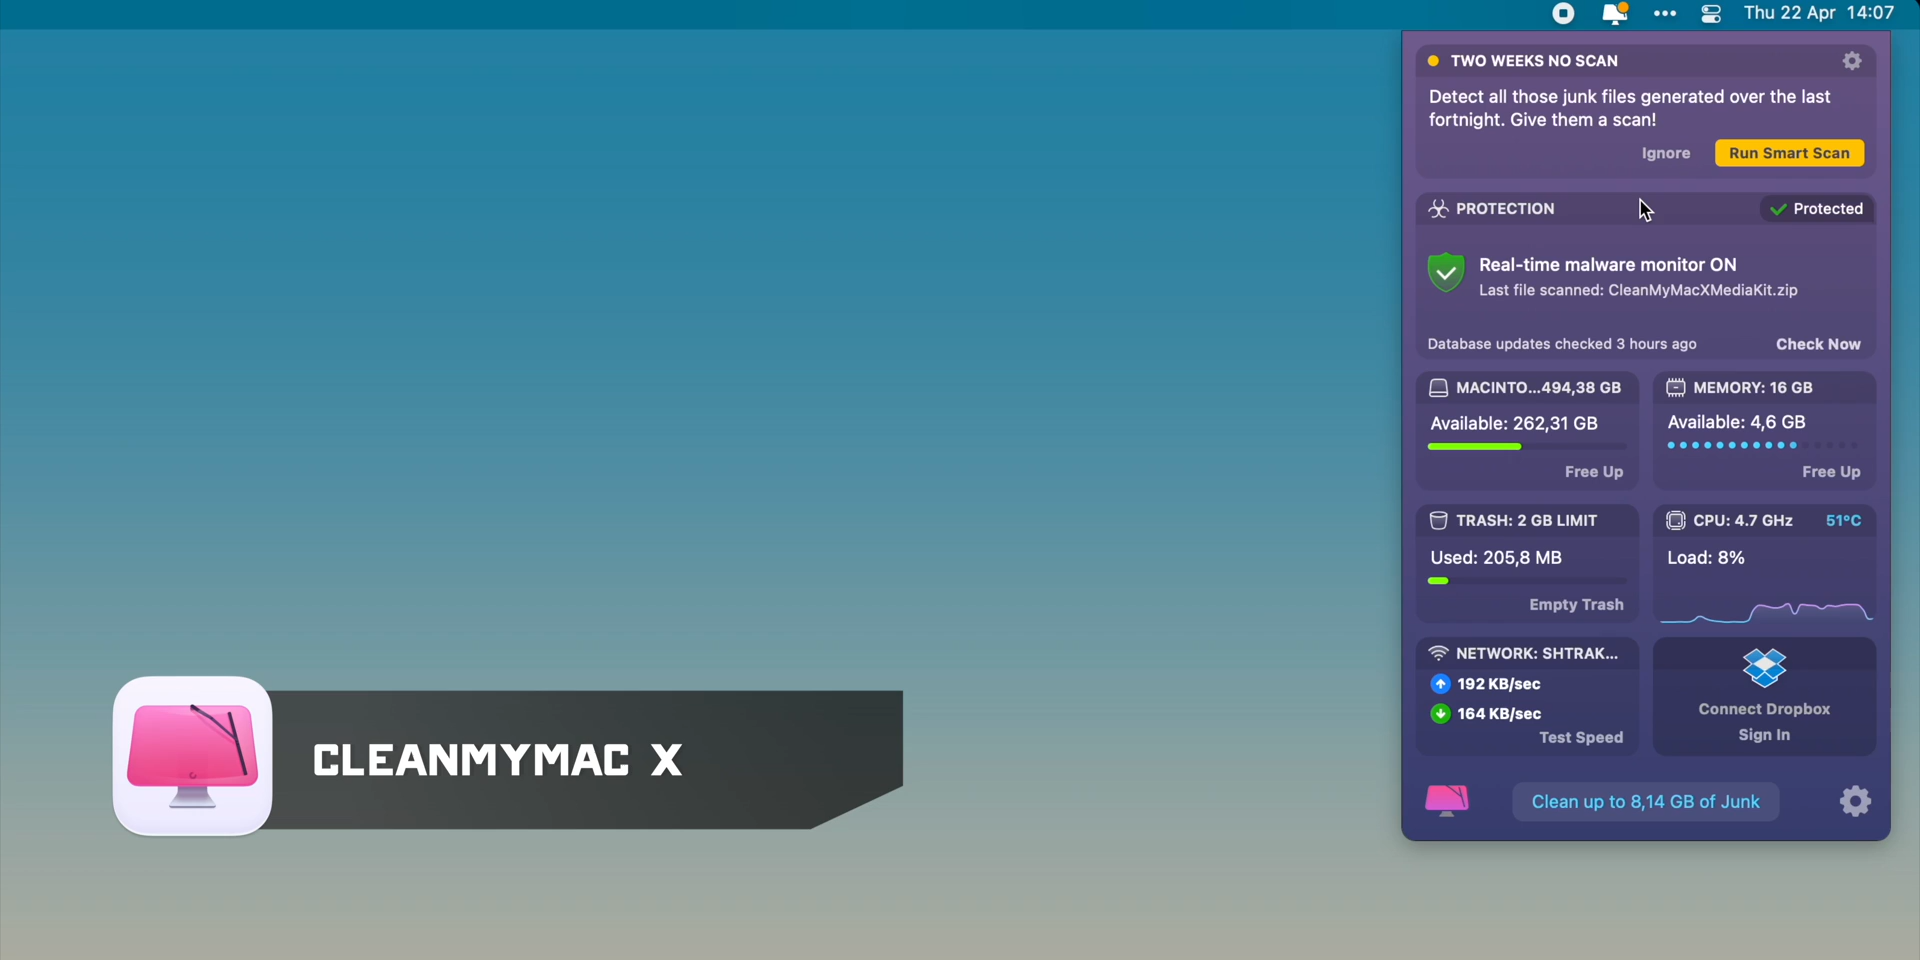 Thu 22 Apr 14:07
TWO WEEKS NO SCAN
Detect all those junk files generated over the last
fortnight. Give them a scan!
Ignore
Run Smart Scan
PROTECTION
Protected
Real-time malware monitor ON
Last file scanned: CleanMyMacXMediaKit.zip
Database updates checked 3 hours ago
Check Now
MACINTO...494,38 GB
Available: 262,31 GB
Free Up
MEMORY: 16 GB
Available: 4,6 GB
Free Up
TRASH: 2 GB LIMIT
Used: 205,8 MB
Empty Trash
CPU: 4.7 GHz
51°C
Load: 8%
NETWORK: SHTRAK...
192 KB/sec
164 KB/sec
Test Speed
Connect Dropbox
Sign In
Clean up to 8,14 GB of Junk
CLEANMYMAC X